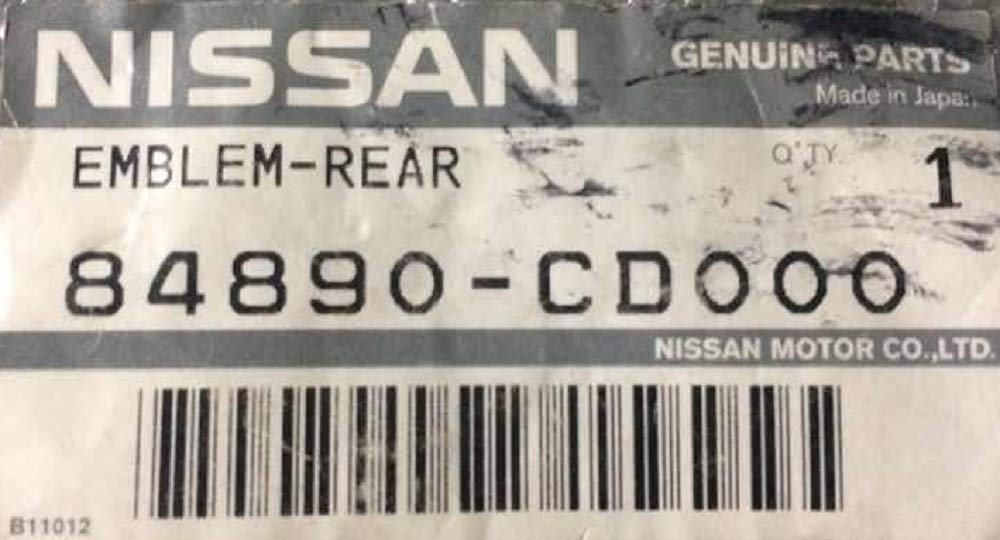 NISSAN
GENUINE PARTS
Made in Japan
EMBLEM-REAR
Q'TY 1
84890-CD000
NISSAN MOTOR CO.,LTD.
B11012